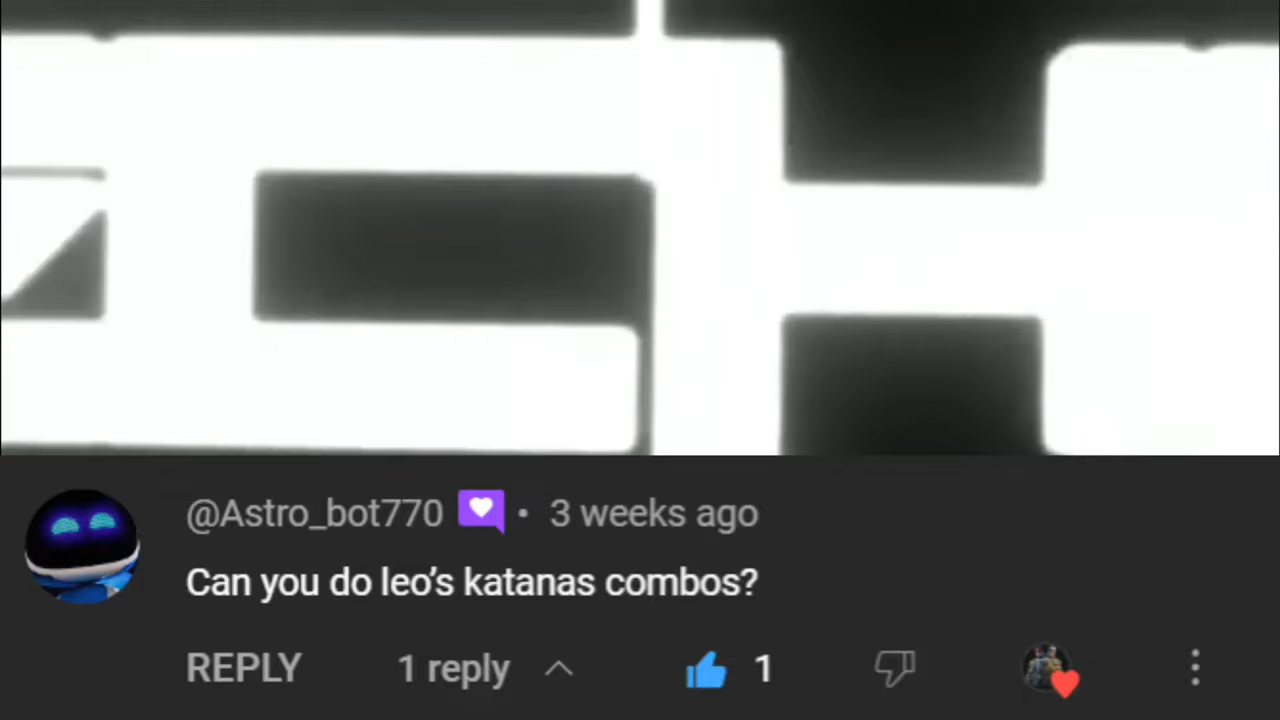 @Astro_bot770 • 3 weeks ago
Can you do leo’s katanas combos?
REPLY 1 reply 1